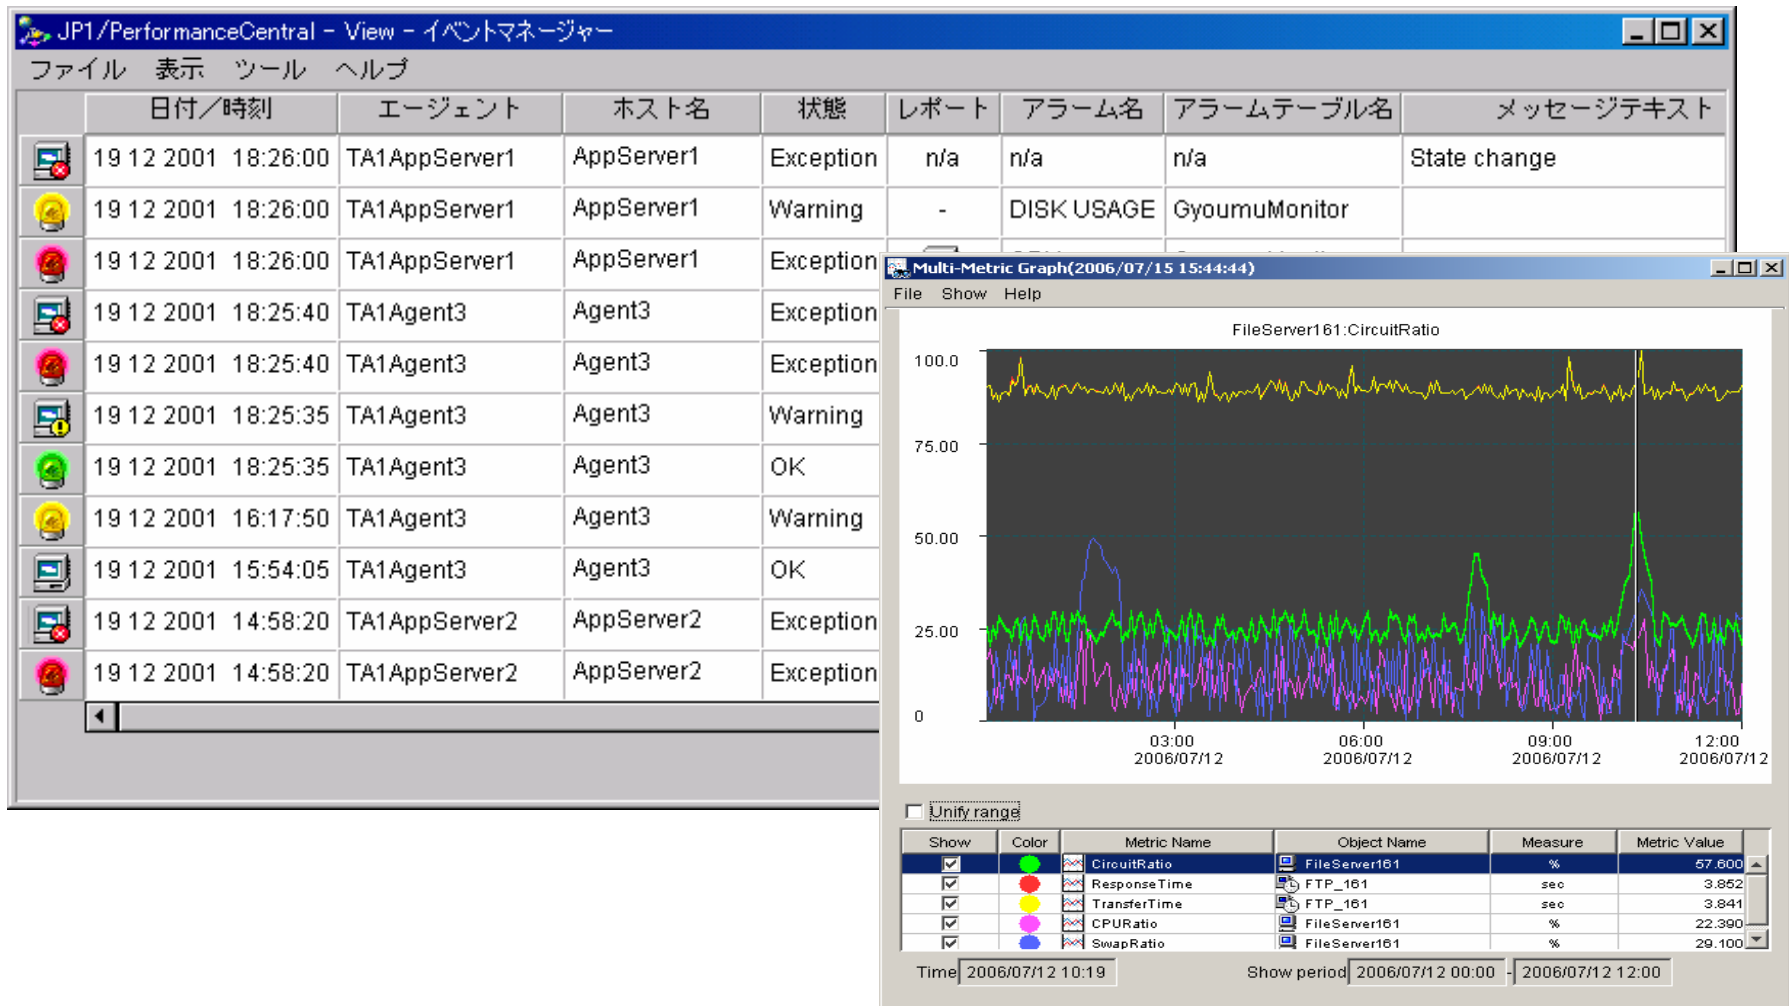 JP1/PerformanceCentral - View - イベントマネージャー
ファイル 表示 ツール ヘルプ
日付／時刻 エージェント ホスト名 状態 レポート アラーム名 アラームテーブル名 メッセージテキスト
19 12 2001 18:26:00 TA1AppServer1 AppServer1 Exception n/a n/a n/a State change
19 12 2001 18:26:00 TA1AppServer1 AppServer1 Warning - DISK USAGE GyoumuMonitor
19 12 2001 18:26:00 TA1AppServer1 AppServer1 Exception
19 12 2001 18:25:40 TA1Agent3 Agent3 Exception
19 12 2001 18:25:40 TA1Agent3 Agent3 Exception
19 12 2001 18:25:35 TA1Agent3 Agent3 Warning
19 12 2001 18:25:35 TA1Agent3 Agent3 OK
19 12 2001 16:17:50 TA1Agent3 Agent3 Warning
19 12 2001 15:54:05 TA1Agent3 Agent3 OK
19 12 2001 14:58:20 TA1AppServer2 AppServer2 Exception
19 12 2001 14:58:20 TA1AppServer2 AppServer2 Exception
Multi-Metric Graph(2006/07/15 15:44:44)
File Show Help
FileServer161:CircuitRatio
100.0
75.00
50.00
25.00
0
03:00 06:00 09:00 12:00
2006/07/12 2006/07/12 2006/07/12 2006/07/12
Unify range
Show Color Metric Name Object Name Measure Metric Value
CircuitRatio FileServer161 % 57.600
ResponseTime FTP_161 sec 3.852
TransferTime FTP_161 sec 3.841
CPURatio FileServer161 % 22.390
SwapRatio FileServer161 % 29.100
Time 2006/07/12 10:19 Show period 2006/07/12 00:00 - 2006/07/12 12:00